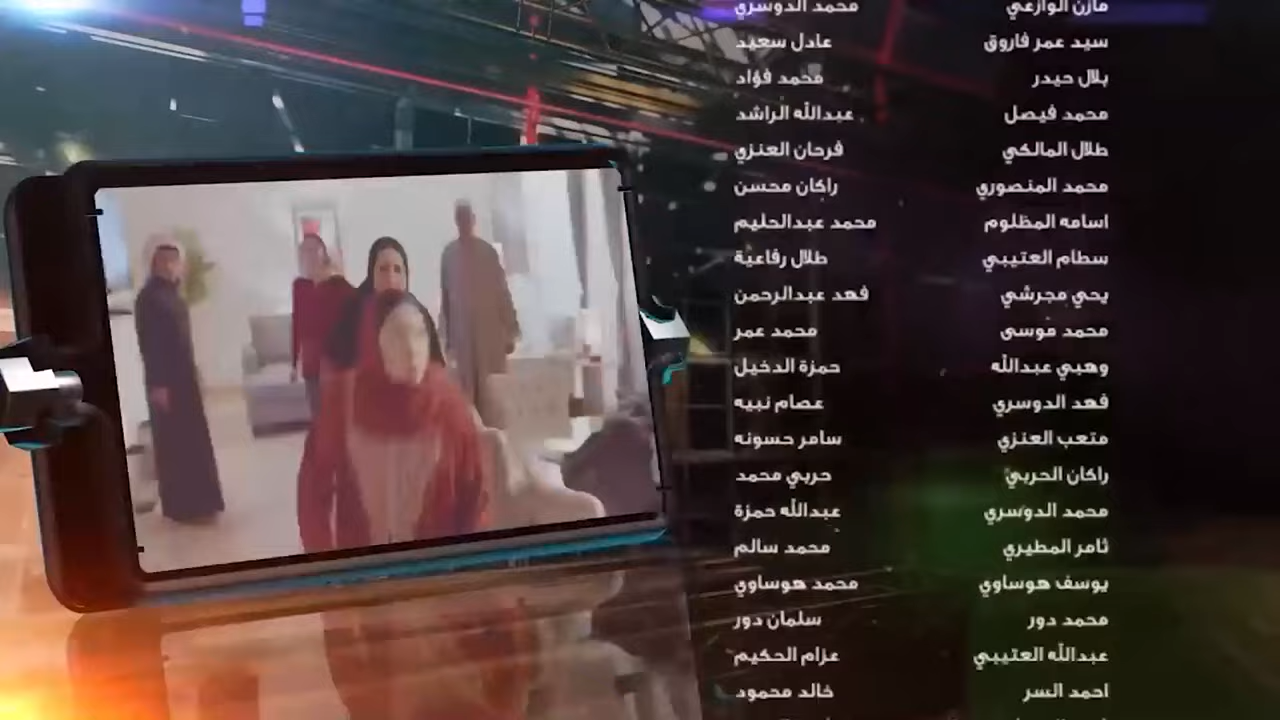 مازن الوازعي محمد الدوسري
سيد عمر فاروق عادل سعيد
بلال حيدر محمد فؤاد
محمد فيصل عبدالله الراشد
طلال المالكي فرحان العنزي
محمد المنصوري راكان محسن
اسامه المظلوم محمد عبدالحليم
سطام العتيبي طلال رفاعية
يحي مجرشي فهد عبدالرحمن
محمد موسى محمد عمر
وهبي عبدالله حمزة الدخيل
فهد الدوسري عصام نبيه
متعب العنزي سامر حسونه
راكان الحربي حربي محمد
محمد الدوسري عبدالله حمزة
ثامر المطيري محمد سالم
يوسف هوساوي محمد هوساوي
محمد دور سلمان دور
عبدالله العتيبي عزام الحكيم
احمد السر خالد محمود